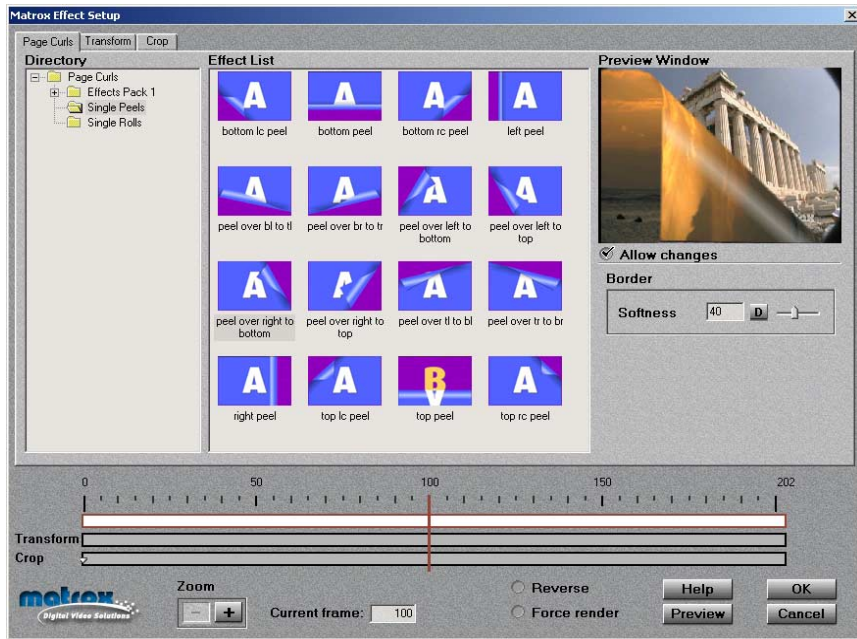 Matrox Effect Setup
Page Curls Transform Crop
Directory
Page Curls
Effects Pack 1
Single Peels
Single Rolls
Effect List
A A A A
bottom lc peel bottom peel bottom rc peel left peel
A A A A
peel over bl to tl peel over br to tr peel over left to bottom peel over left to top
A A A A
peel over right to bottom peel over right to top peel over tl to bl peel over tr to br
A A B A
right peel top lc peel top peel top rc peel
Preview Window
Allow changes
Border
Softness 40 D
0 50 100 150 202
Transform
Crop
matrox
Digital Video Solutions
Zoom
- +
Current frame: 100
Reverse
Force render
Help OK
Preview Cancel